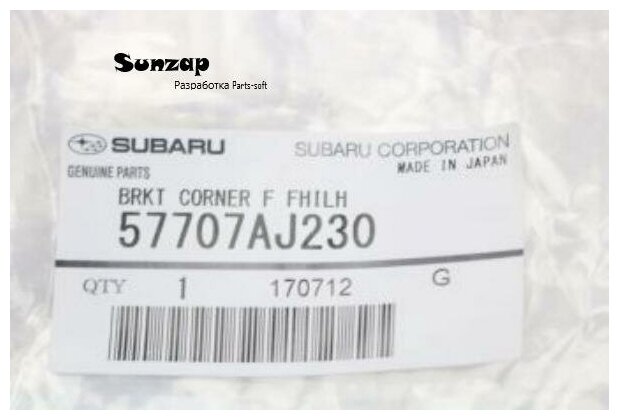 Sunzap
Разработка Parts-soft
SUBARU SUBARU CORPORATION
GENUINE PARTS MADE IN JAPAN
BRKT CORNER F FHILH
57707AJ230
QTY 1 170712 G